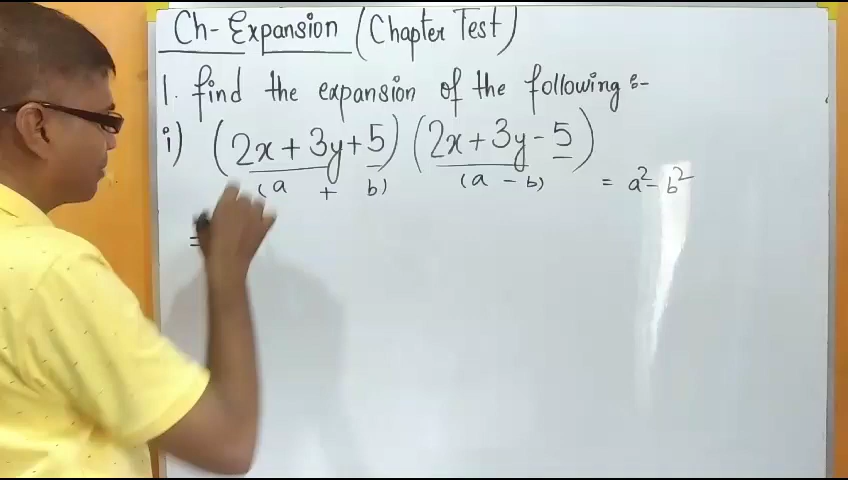 Ch- Expansion (Chapter Test)
1. find the expansion of the following :-
i) (2x + 3y + 5) (2x + 3y - 5)
(a + b) (a - b) = a² - b²
=